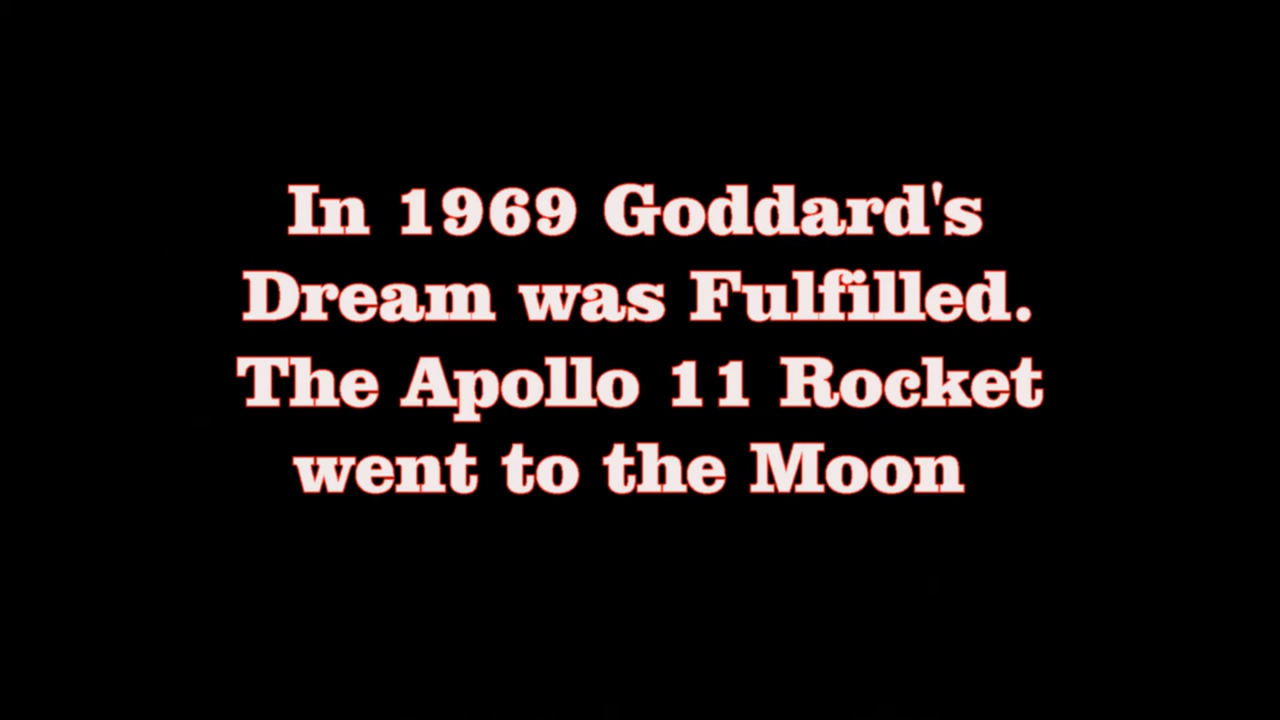 In 1969 Goddard's
Dream was Fulfilled.
The Apollo 11 Rocket
went to the Moon